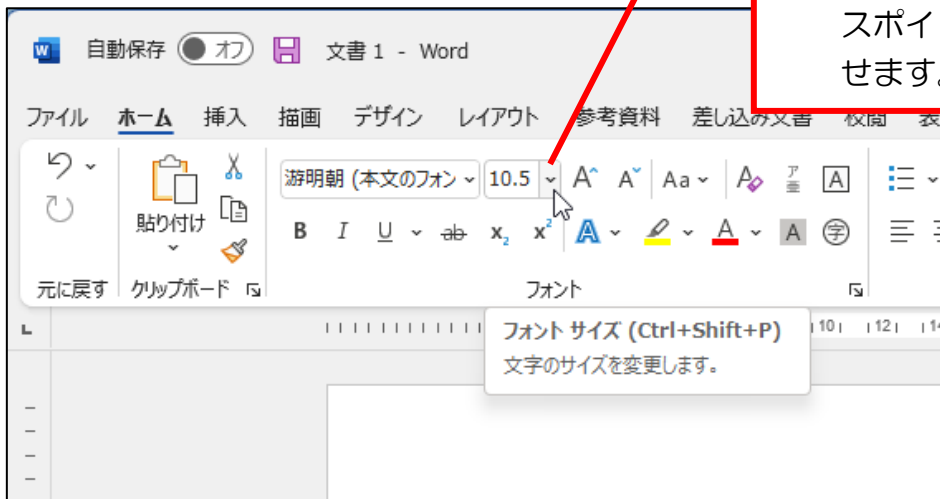 スポイ
せます。
自動保存 オフ 文書 1 - Word
ファイル ホーム 挿入 描画 デザイン レイアウト 参考資料 差し込み文書 校閲 表
游明朝 (本文のフォン 10.5 A A Aa A ア亜 A
貼り付け
B I U ab x₂ x² A A A 字
元に戻す クリップボード フォント
L 10 12 14
フォント サイズ (Ctrl+Shift+P)
文字のサイズを変更します。